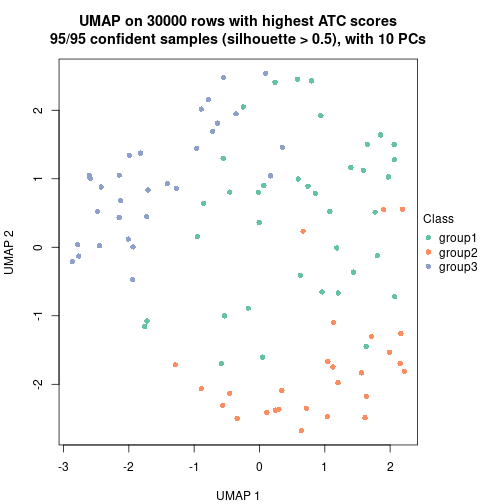 UMAP on 30000 rows with highest ATC scores
95/95 confident samples (silhouette > 0.5), with 10 PCs
UMAP 2
2
1
0
-1
-2
-3 -2 -1 0 1 2
UMAP 1
Class
group1
group2
group3